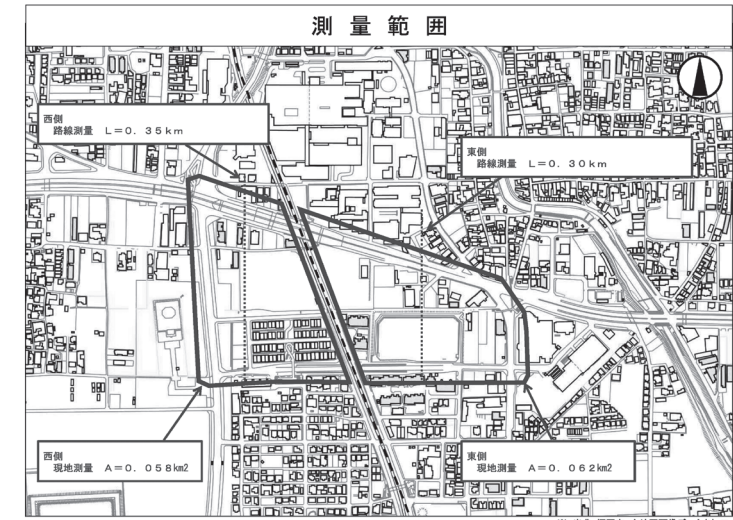 測量範囲
西側
路線測量 L=0.35km
東側
路線測量 L=0.30km
西側
現地測量 A=0.058km2
東側
現地測量 A=0.062km2